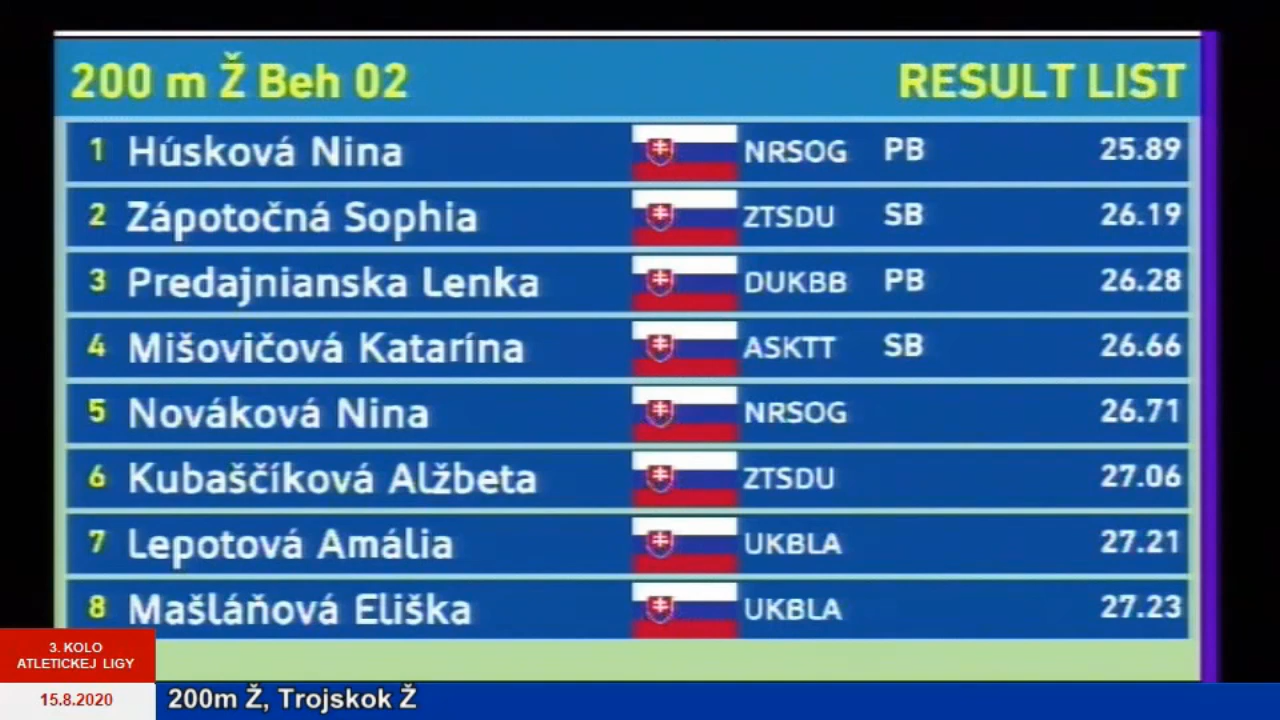 200 m Ž Beh 02 RESULT LIST
1 Húsková Nina NRSOG PB 25.89
2 Zápotočná Sophia ZTSDU SB 26.19
3 Predajnianska Lenka DUKBB PB 26.28
4 Mišovičová Katarína ASKTT SB 26.66
5 Nováková Nina NRSOG 26.71
6 Kubaščíková Alžbeta ZTSDU 27.06
7 Lepotová Amália UKBLA 27.21
8 Mašláňová Eliška UKBLA 27.23
3. KOLO
ATLETICKEJ LIGY
15.8.2020
200m Ž, Trojskok Ž